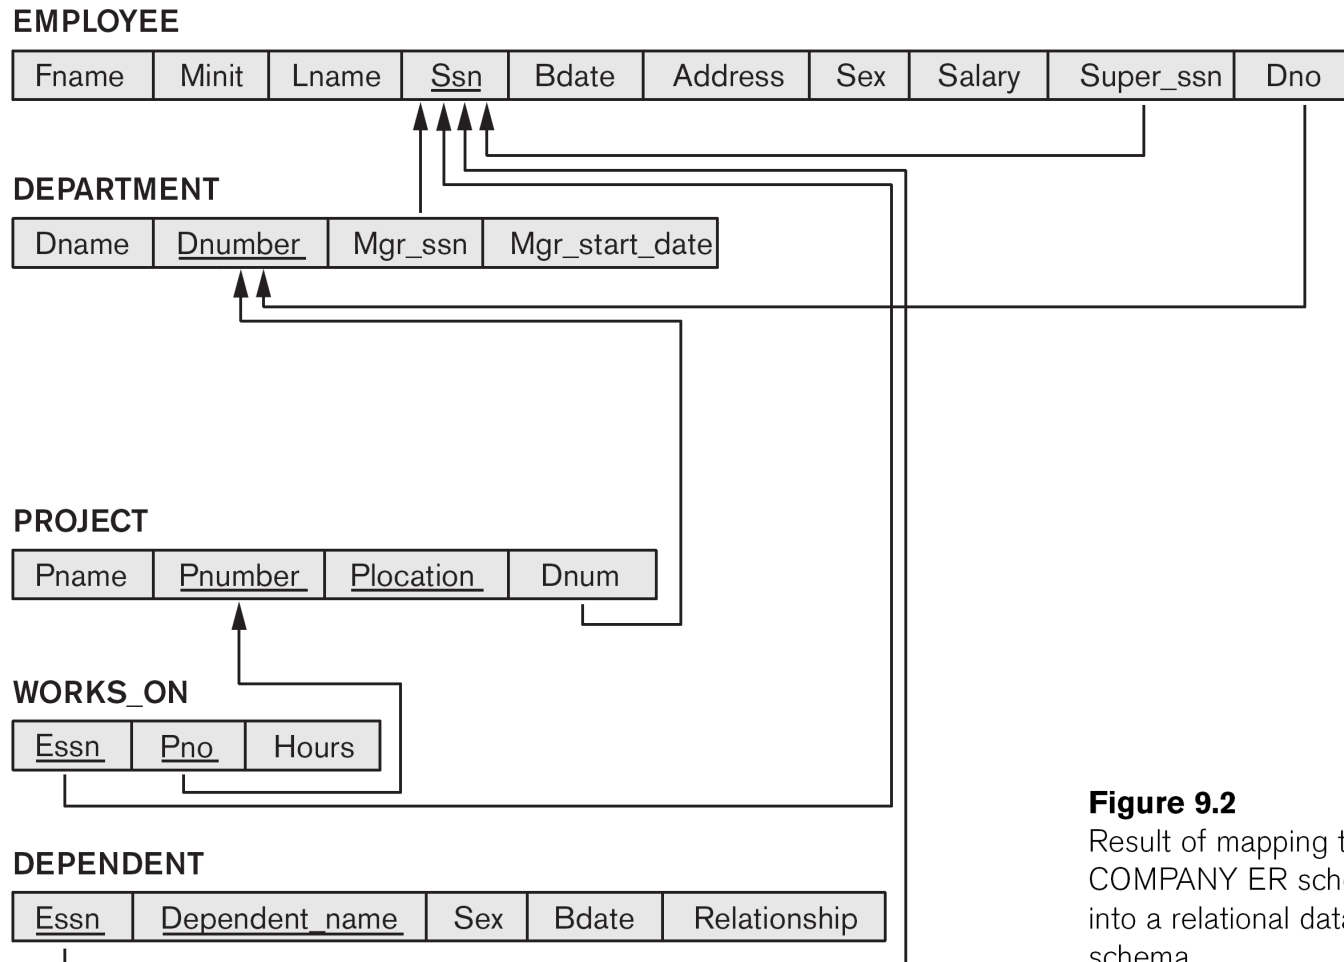 EMPLOYEE
Fname Minit Lname Ssn Bdate Address Sex Salary Super_ssn Dno
DEPARTMENT
Dname Dnumber Mgr_ssn Mgr_start_date
PROJECT
Pname Pnumber Plocation Dnum
WORKS_ON
Essn Pno Hours
DEPENDENT
Essn Dependent_name Sex Bdate Relationship
Figure 9.2
Result of mapping
COMPANY ER
into a relational
schema